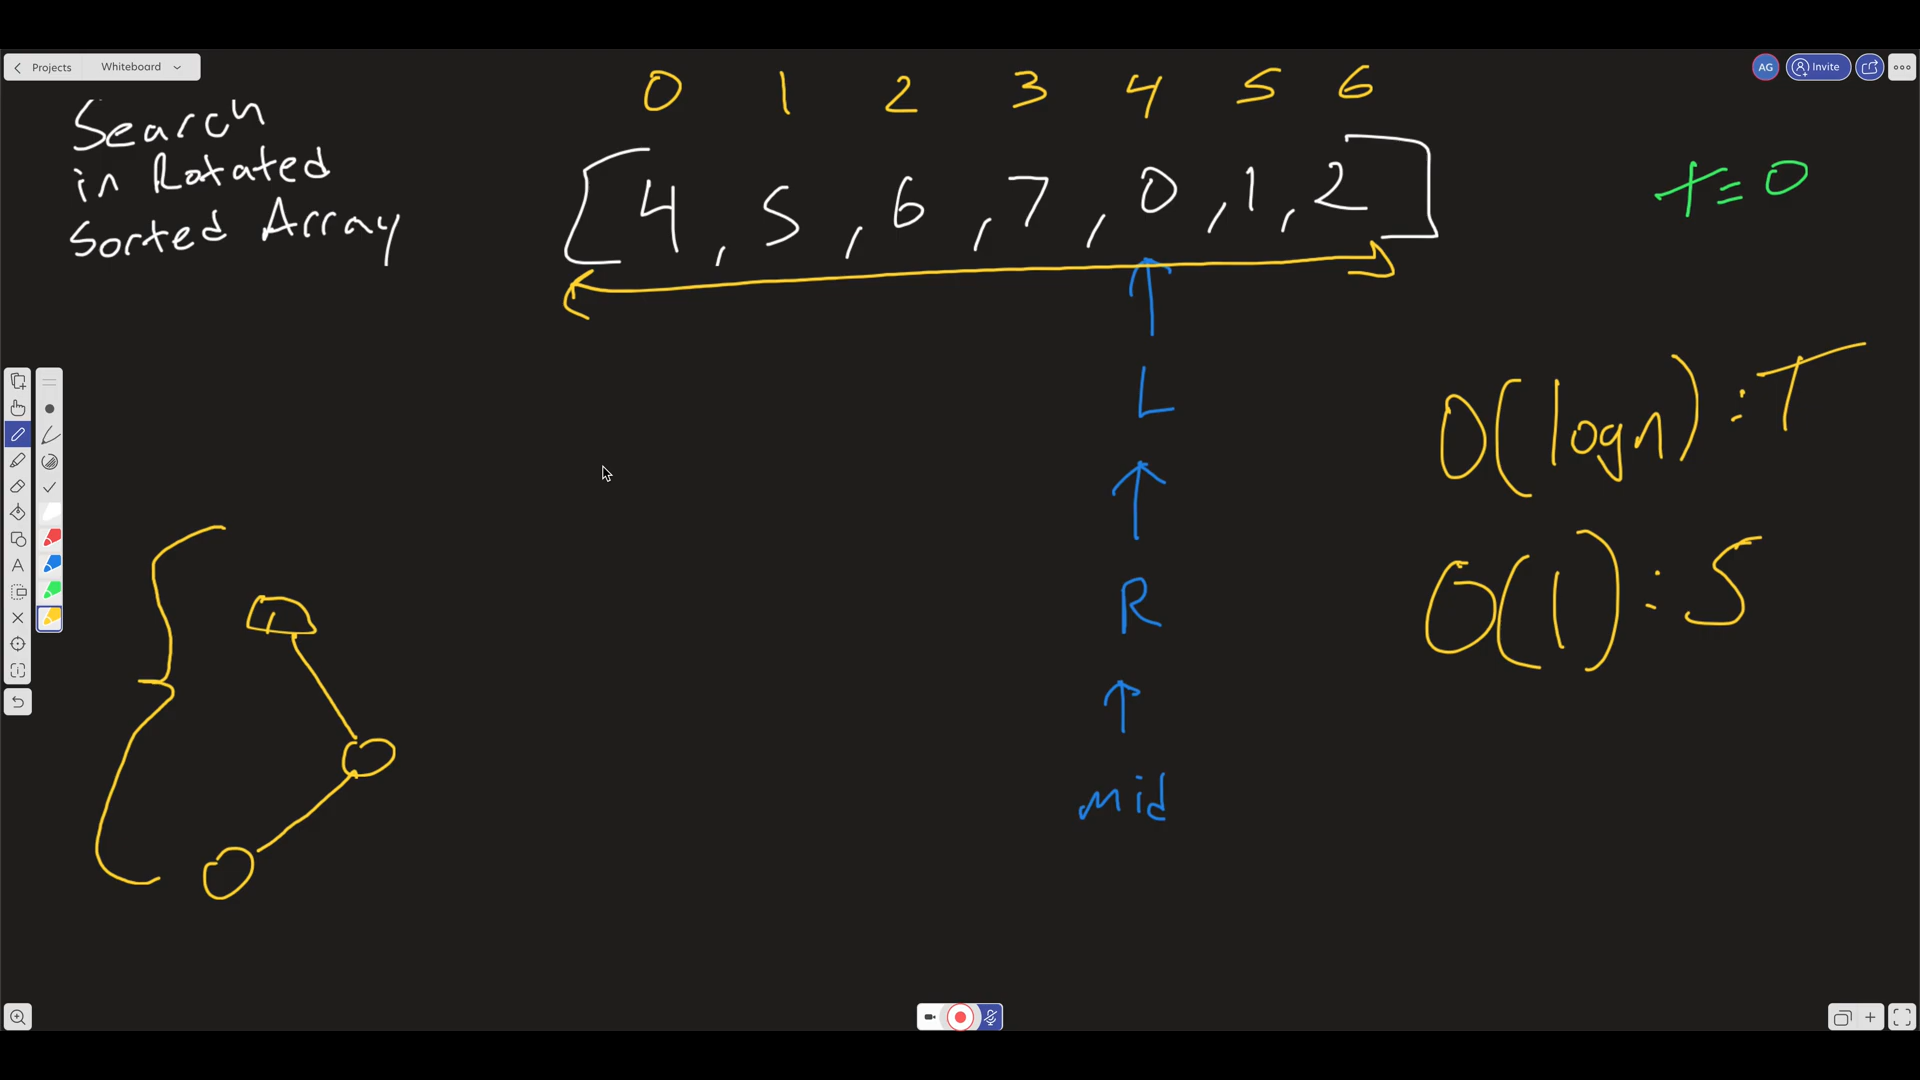 Projects
Whiteboard
AG
Invite
0 1 2 3 4 5 6
Search
in Rotated
Sorted Array
[4, 5, 6, 7, 0, 1, 2]
t=0
L
R
mid
O(logn):T
O(1):S
A